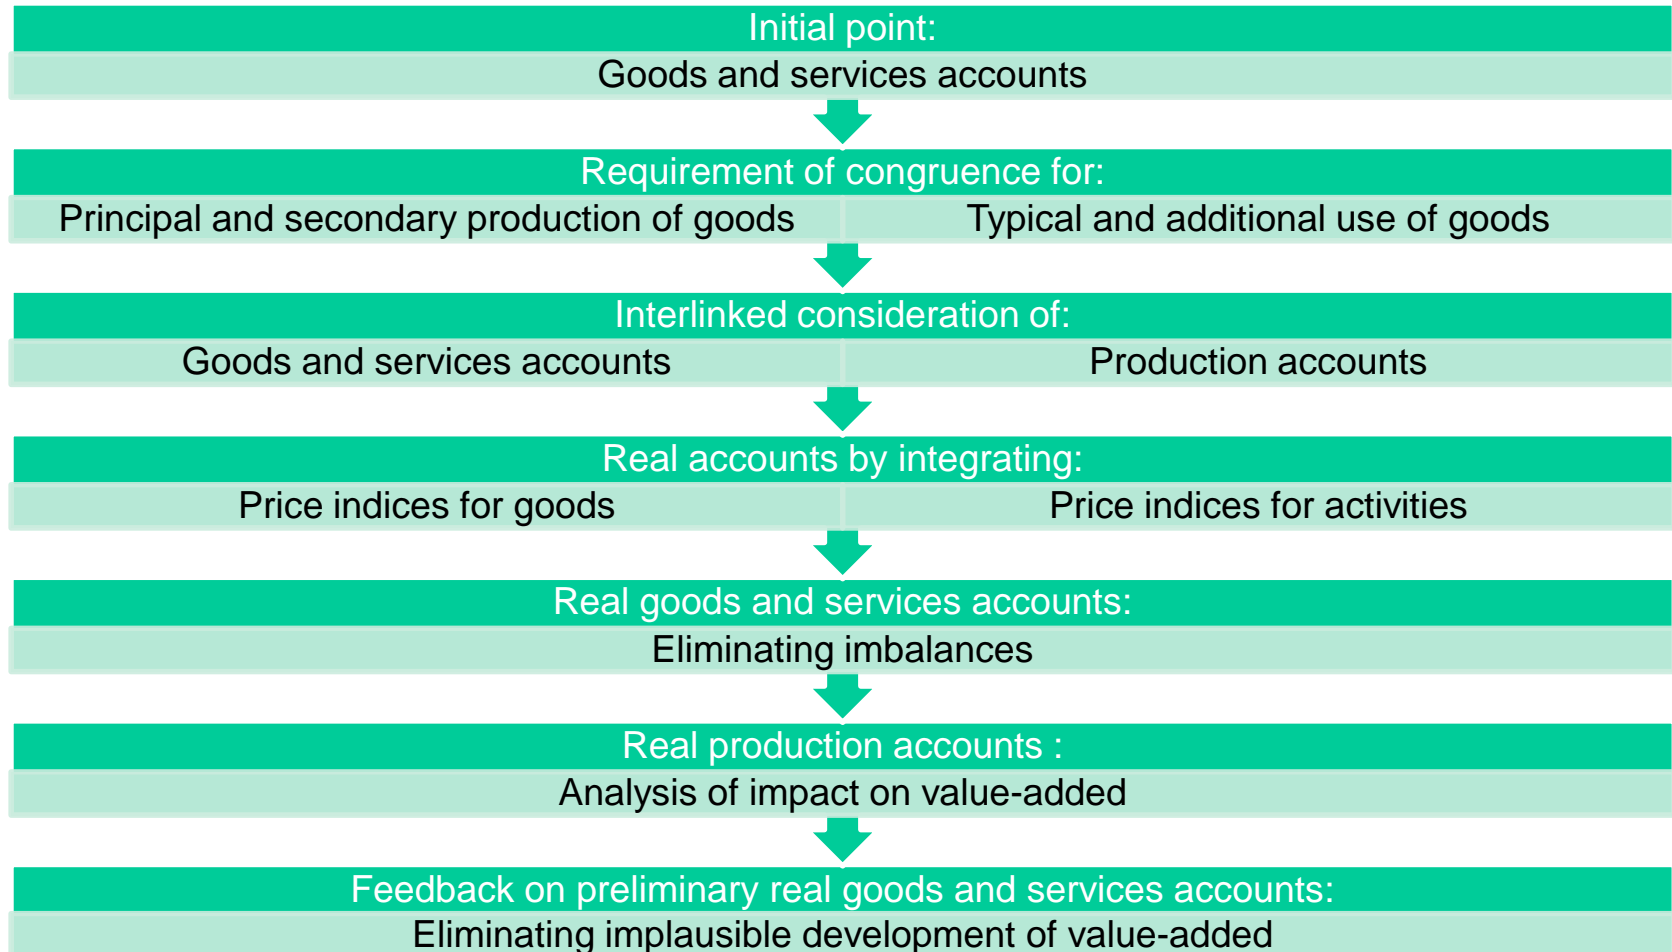 Initial point:
Goods and services accounts
Requirement of congruence for:
Principal and secondary production of goods
Typical and additional use of goods
Interlinked consideration of:
Goods and services accounts
Production accounts
Real accounts by integrating:
Price indices for goods
Price indices for activities
Real goods and services accounts:
Eliminating imbalances
Real production accounts :
Analysis of impact on value-added
Feedback on preliminary real goods and services accounts:
Eliminating implausible development of value-added